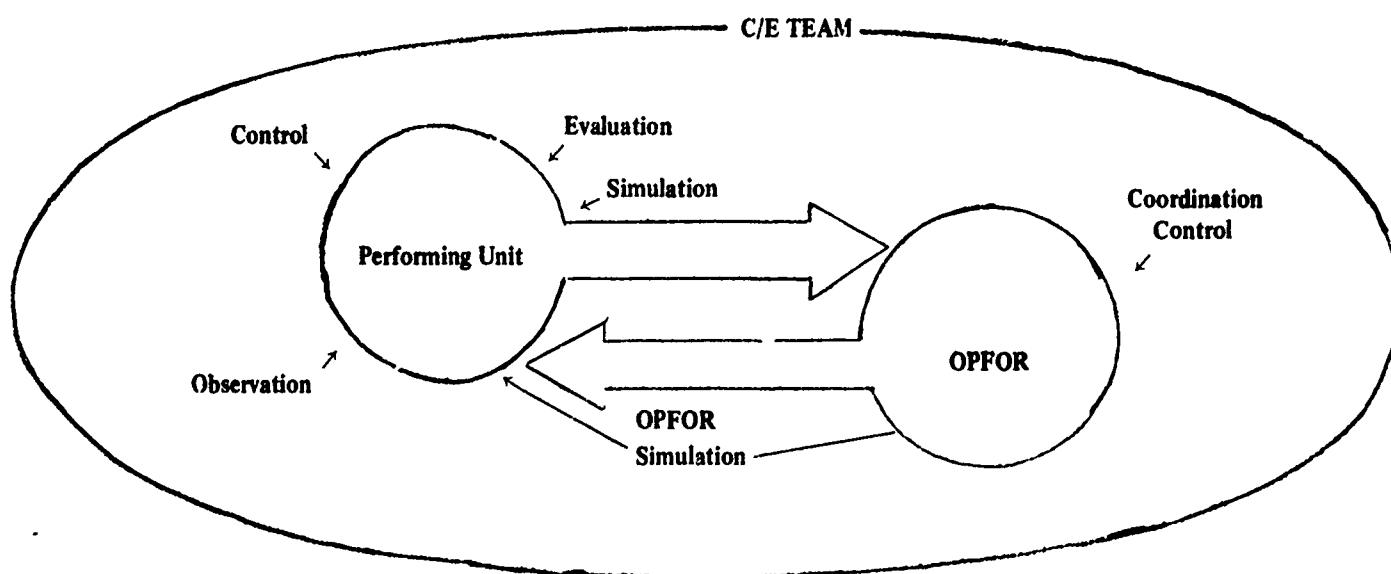 C/E TEAM
Control
Evaluation
Simulation
Coordination
Control
Performing Unit
OPFOR
Observation
OPFOR
Simulation